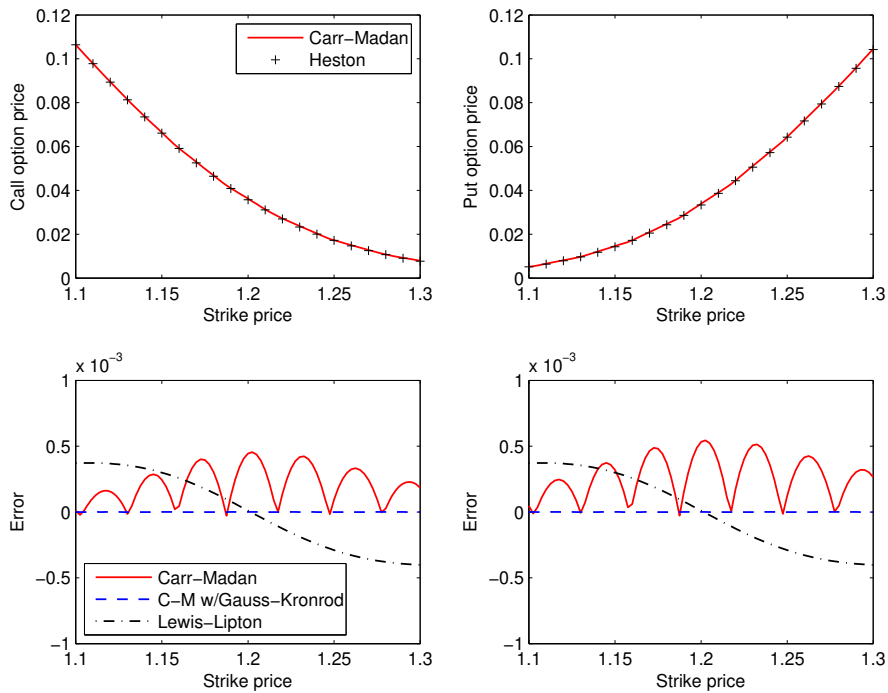 0.12
0.1
0.08
0.06
0.04
0.02
0
Call option price
1.1
1.15
1.2
1.25
1.3
Strike price
Carr−Madan
Heston
0.12
0.1
0.08
0.06
0.04
0.02
0
Put option price
1.1
1.15
1.2
1.25
1.3
Strike price
x 10−3
1
0.5
0
−0.5
−1
Error
Carr−Madan
C−M w/Gauss−Kronrod
Lewis−Lipton
1.1
1.15
1.2
1.25
1.3
Strike price
x 10−3
1
0.5
0
−0.5
−1
Error
1.1
1.15
1.2
1.25
1.3
Strike price